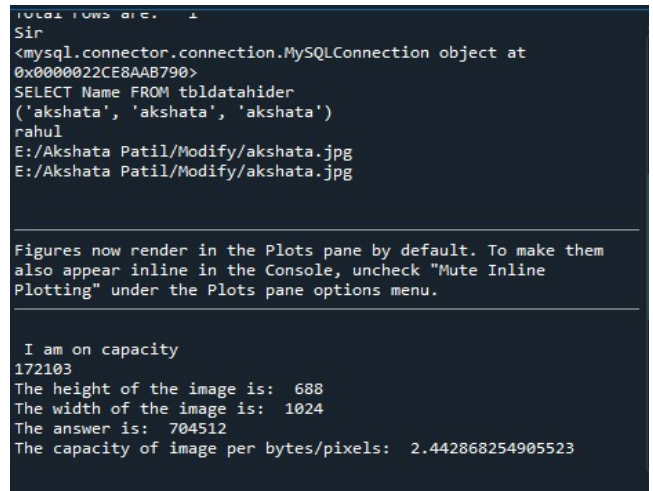 Total rows are:  1
Sir
<mysql.connector.connection.MySQLConnection object at
0x0000022CE8AAB790>
SELECT Name FROM tbldatahider
('akshata', 'akshata', 'akshata')
rahul
E:/Akshata Patil/Modify/akshata.jpg
E:/Akshata Patil/Modify/akshata.jpg
Figures now render in the Plots pane by default. To make them
also appear inline in the Console, uncheck "Mute Inline
Plotting" under the Plots pane options menu.
I am on capacity
172103
The height of the image is:  688
The width of the image is:  1024
The answer is:  704512
The capacity of image per bytes/pixels:  2.442868254905523